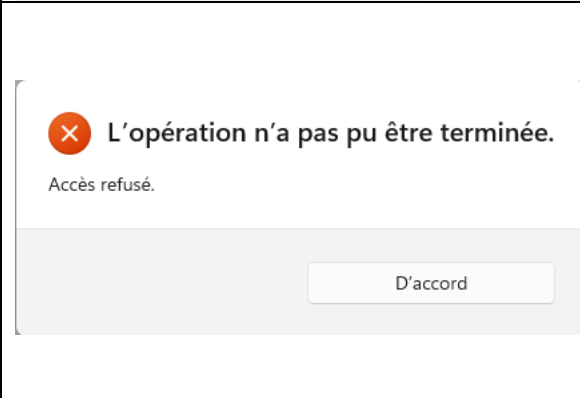 L'opération n'a pas pu être terminée.
Accès refusé.
D'accord